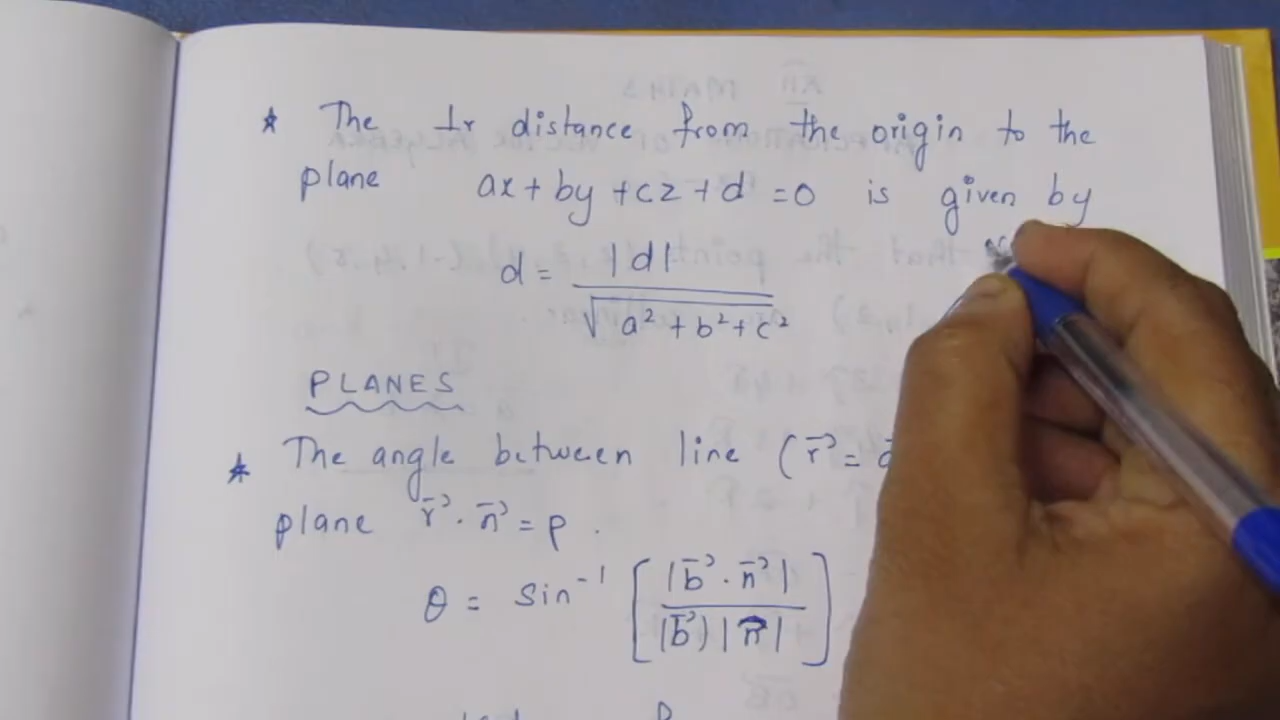 * The ⊥r distance from the origin to the
plane ax + by + cz + d = 0 is given by
d = |d| / √(a² + b² + c²)
PLANES
* The angle between line (r⃗ =
plane r⃗ . n⃗ = p .
θ = Sin⁻¹ [ |b⃗ . n⃗| / |b⃗) |n⃗| ]